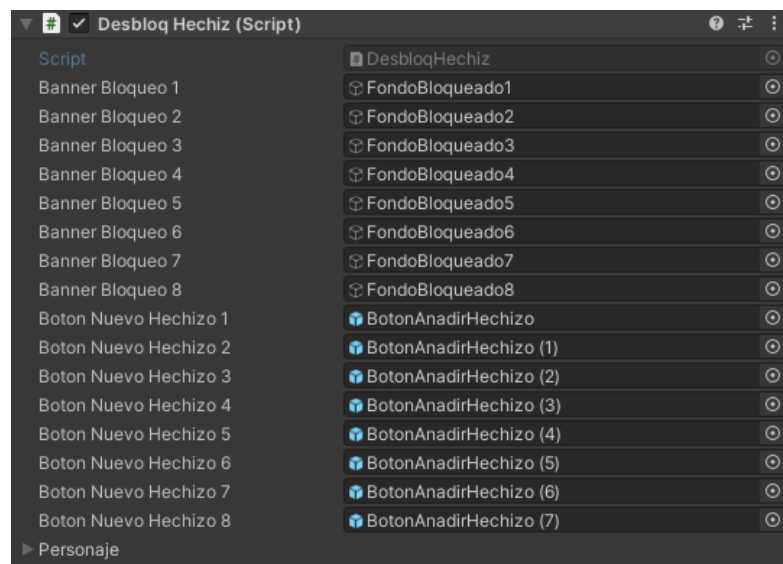 # Desbloq Hechiz (Script)
Script DesbloqHechiz
Banner Bloqueo 1 FondoBloqueado1
Banner Bloqueo 2 FondoBloqueado2
Banner Bloqueo 3 FondoBloqueado3
Banner Bloqueo 4 FondoBloqueado4
Banner Bloqueo 5 FondoBloqueado5
Banner Bloqueo 6 FondoBloqueado6
Banner Bloqueo 7 FondoBloqueado7
Banner Bloqueo 8 FondoBloqueado8
Boton Nuevo Hechizo 1 BotonAnadirHechizo
Boton Nuevo Hechizo 2 BotonAnadirHechizo (1)
Boton Nuevo Hechizo 3 BotonAnadirHechizo (2)
Boton Nuevo Hechizo 4 BotonAnadirHechizo (3)
Boton Nuevo Hechizo 5 BotonAnadirHechizo (4)
Boton Nuevo Hechizo 6 BotonAnadirHechizo (5)
Boton Nuevo Hechizo 7 BotonAnadirHechizo (6)
Boton Nuevo Hechizo 8 BotonAnadirHechizo (7)
Personaje